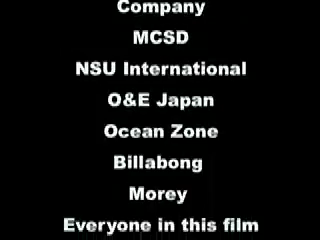 Company
MCSD
NSU International
O&E Japan
Ocean Zone
Billabong
Morey
Everyone in this film